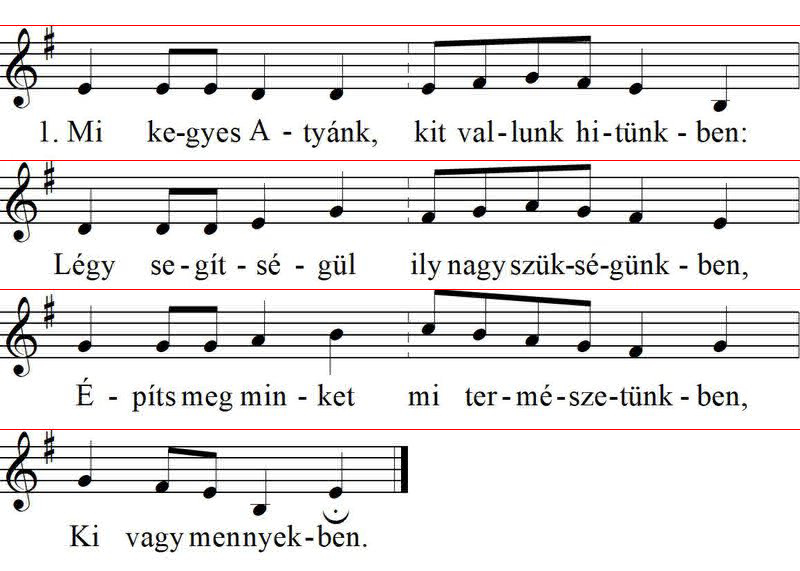 1. Mi ke-gyes A - tyánk, kit val-lunk hi-tünk - ben:
Légy se-gít - sé - gül ily nagy szük-sé-günk - ben,
É - píts meg min - ket mi ter-mé-sze-tünk - ben,
Ki vagy mennyek-ben.